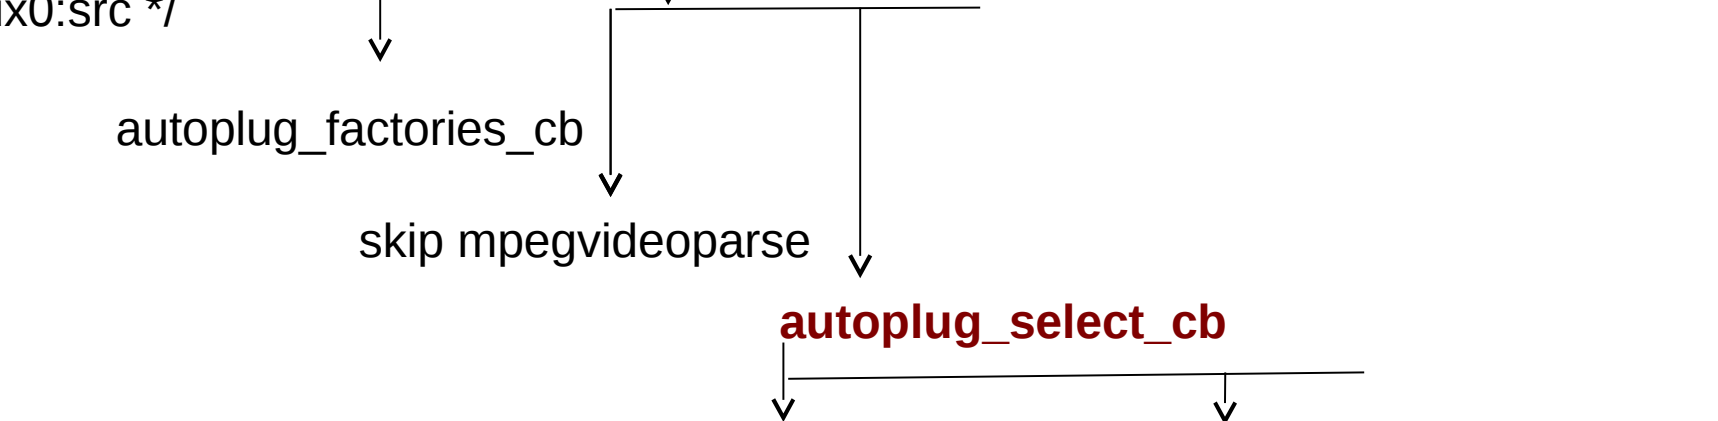 x0:src */
autoplug_factories_cb
skip mpegvideoparse
autoplug_select_cb